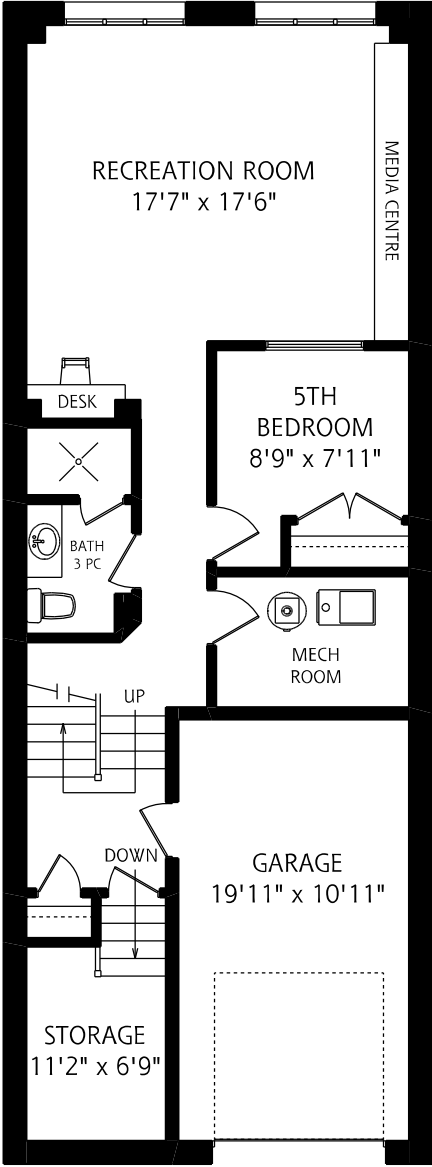 RECREATION ROOM
17'7" x 17'6"
MEDIA CENTRE
DESK
5TH
BEDROOM
8'9" x 7'11"
BATH
3 PC
MECH
ROOM
UP
DOWN
GARAGE
19'11" x 10'11"
STORAGE
11'2" x 6'9"